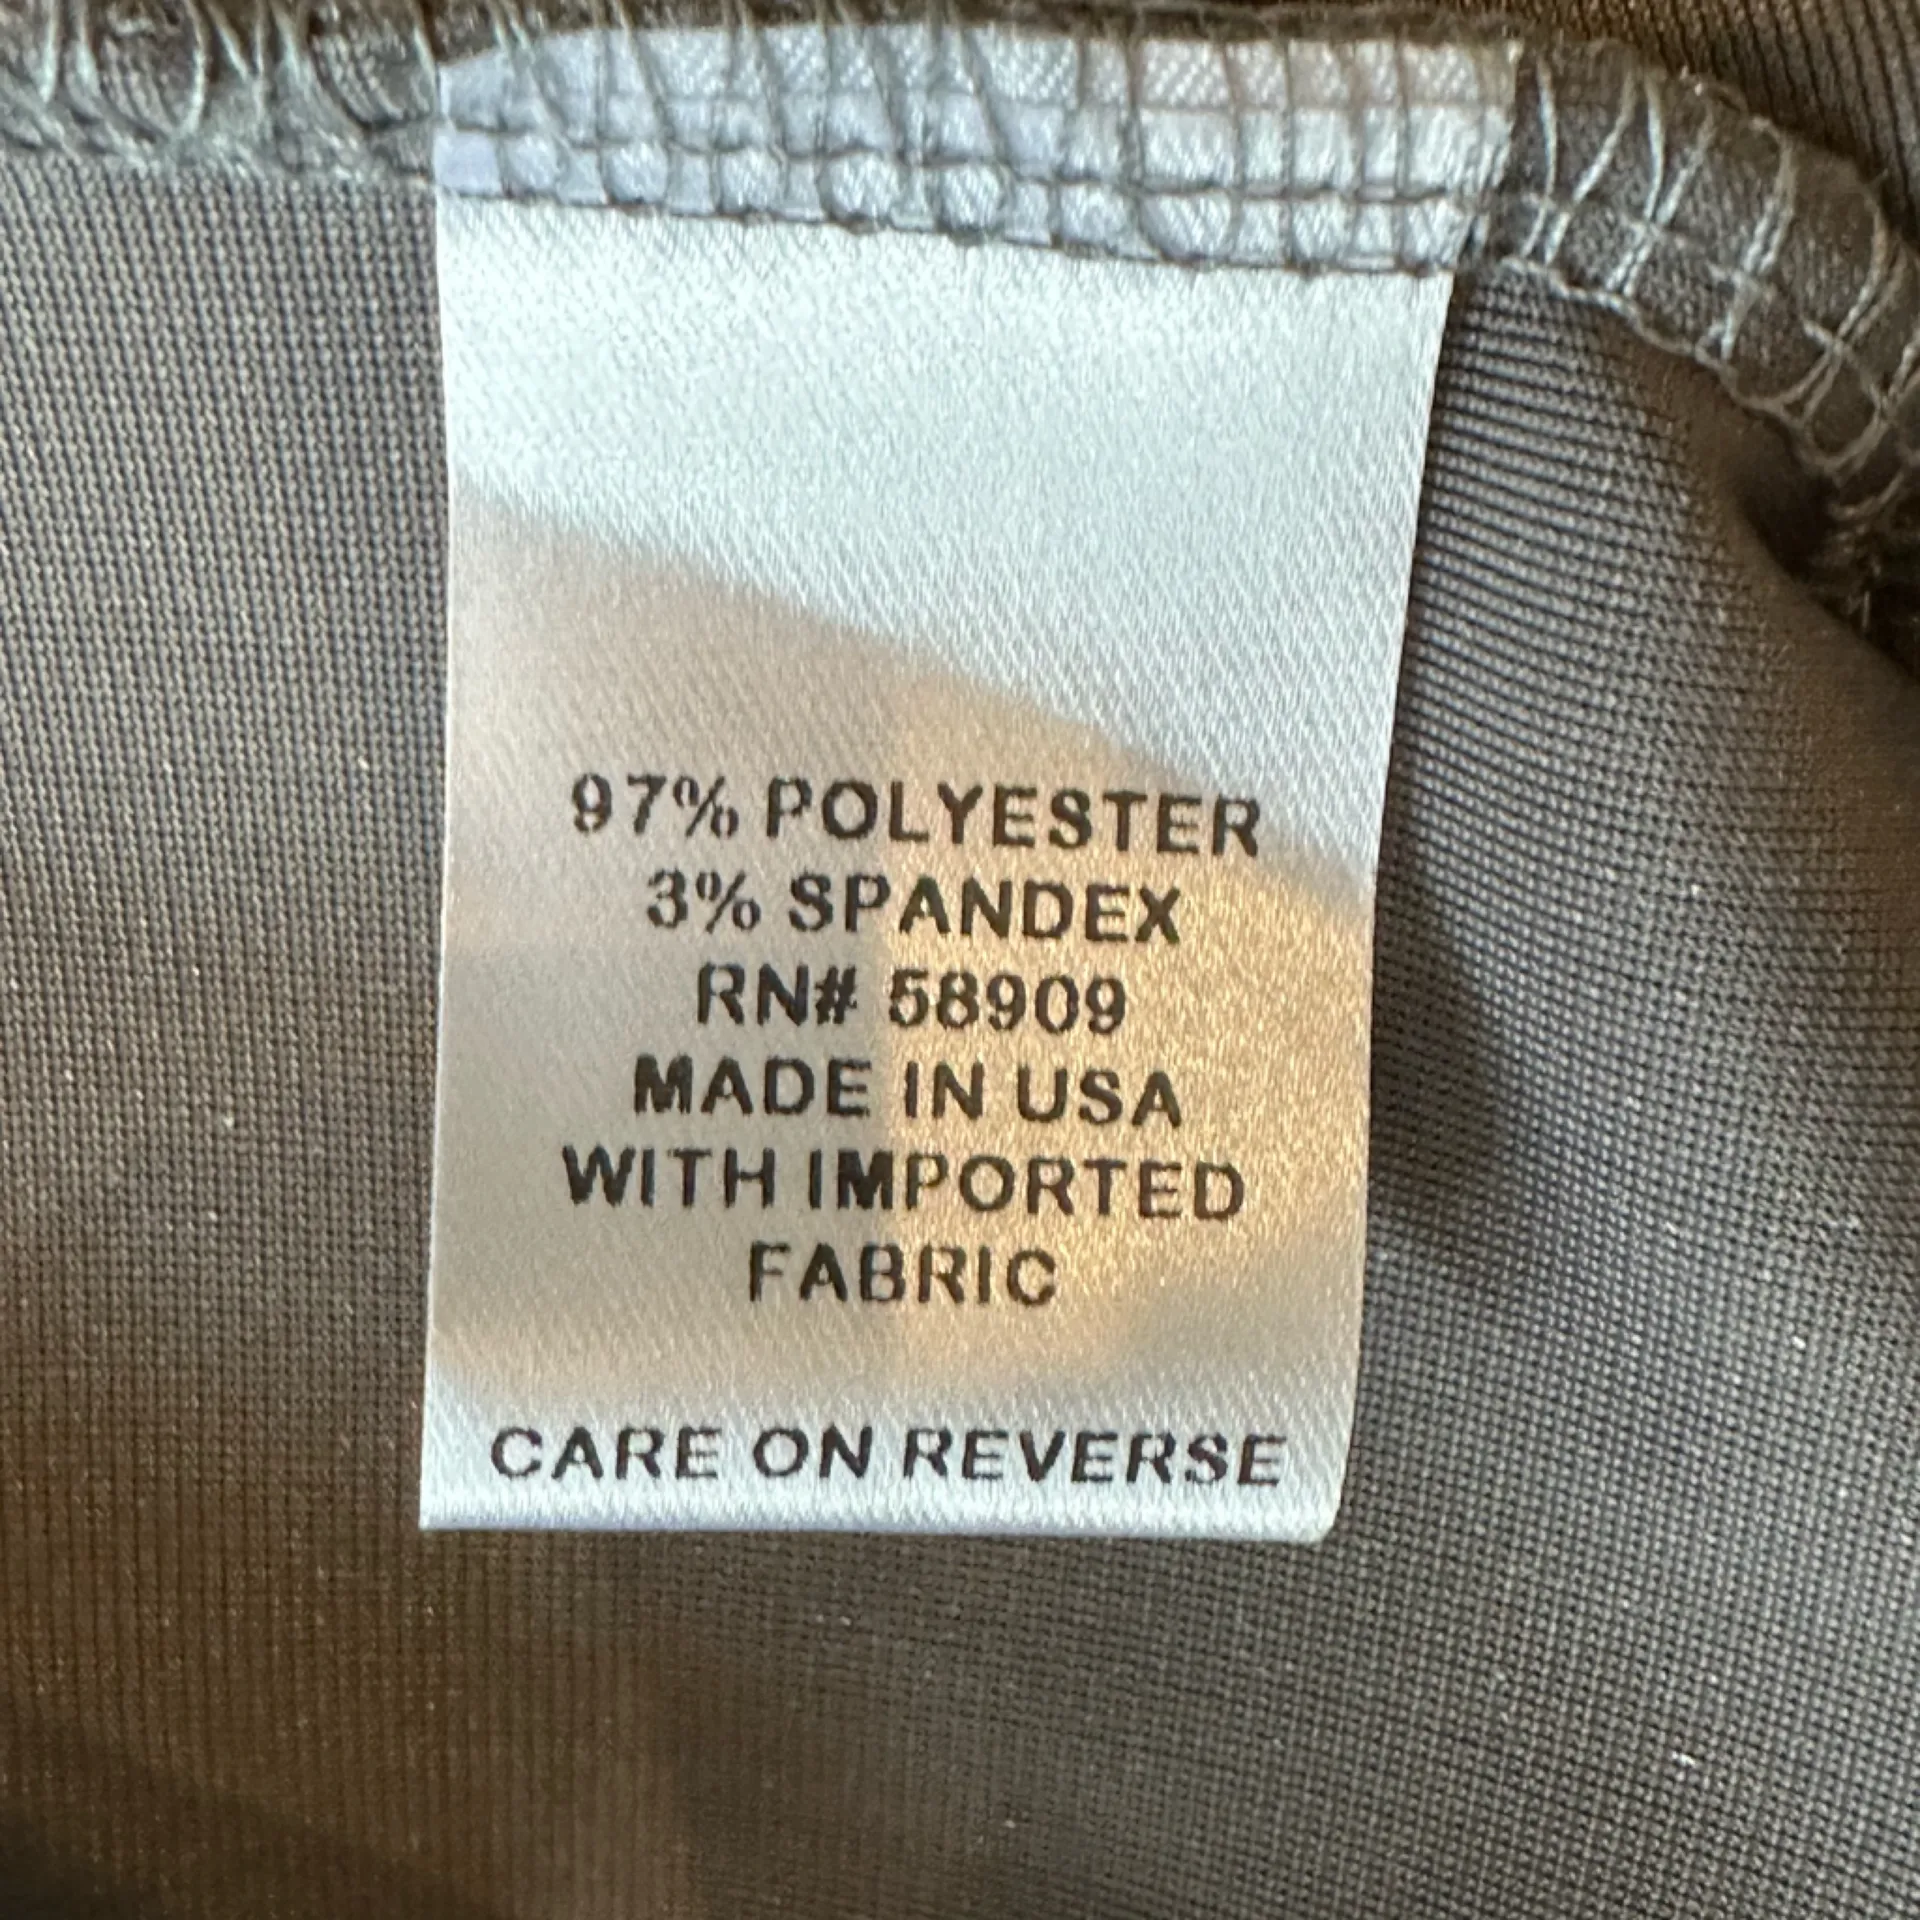 97% POLYESTER
3% SPANDEX
RN# 58909
MADE IN USA
WITH IMPORTED
FABRIC
CARE ON REVERSE